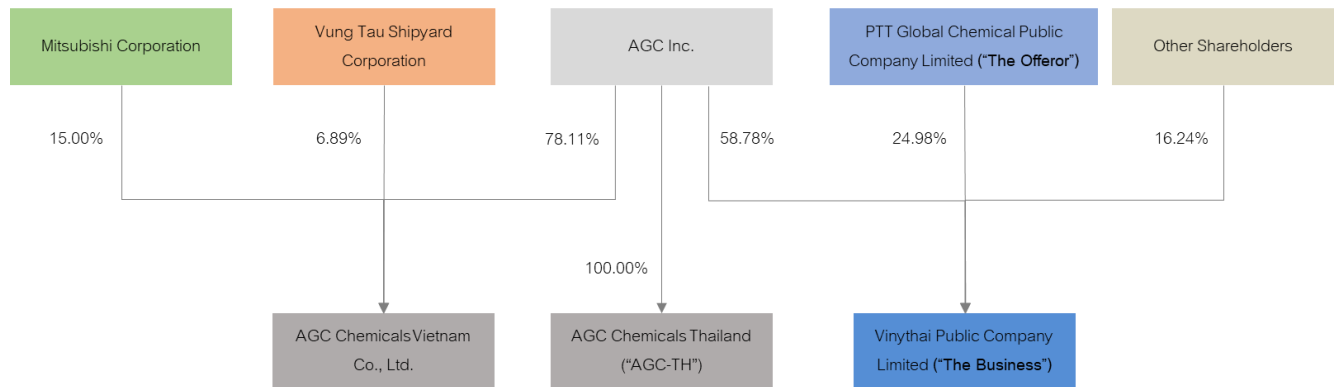 Mitsubishi Corporation
Vung Tau Shipyard
Corporation
AGC Inc.
PTT Global Chemical Public
Company Limited (“The Offeror”)
Other Shareholders
15.00%
6.89%
78.11%
58.78%
24.98%
16.24%
100.00%
AGC Chemicals Vietnam
Co., Ltd.
AGC Chemicals Thailand
(“AGC-TH”)
Vinythai Public Company
Limited (“The Business”)